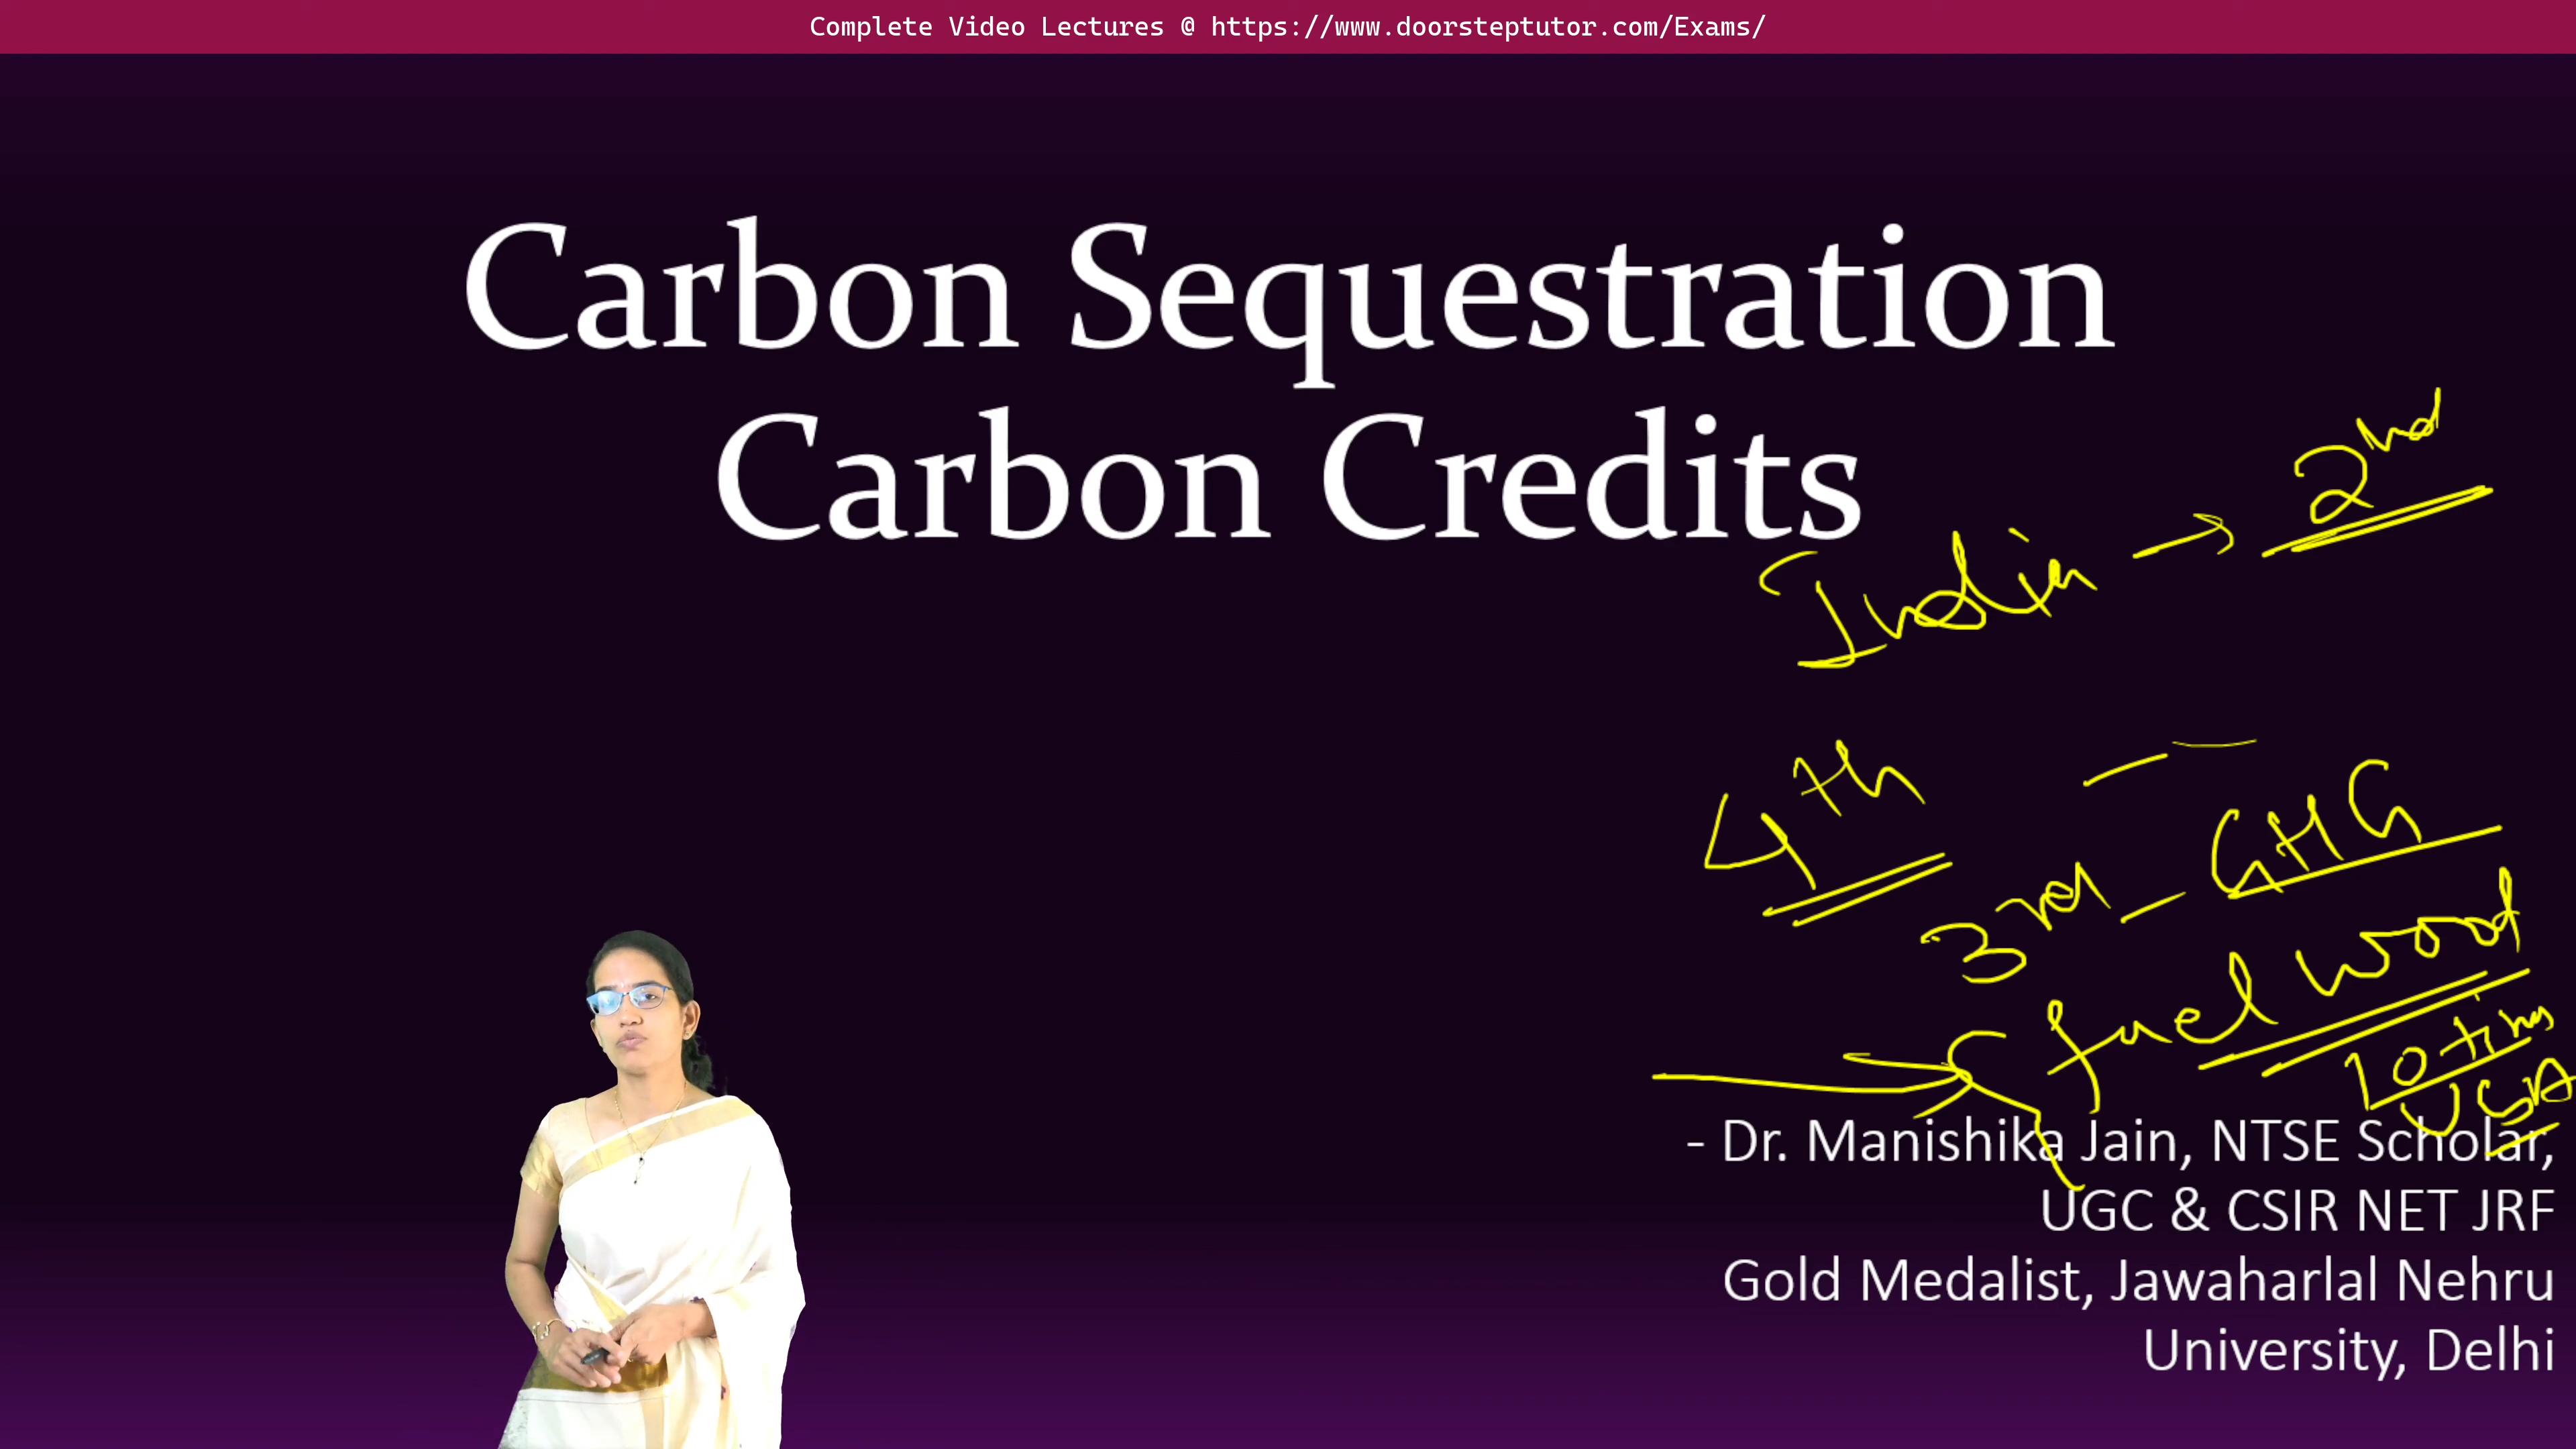 Complete Video Lectures @ https://www.doorsteptutor.com/Exams/
Carbon Sequestration
Carbon Credits
India → 2nd
4th
3rd - GHG
fuel wood
10 times
USA
- Dr. Manishika Jain, NTSE Scholar,
UGC & CSIR NET JRF
Gold Medalist, Jawaharlal Nehru
University, Delhi